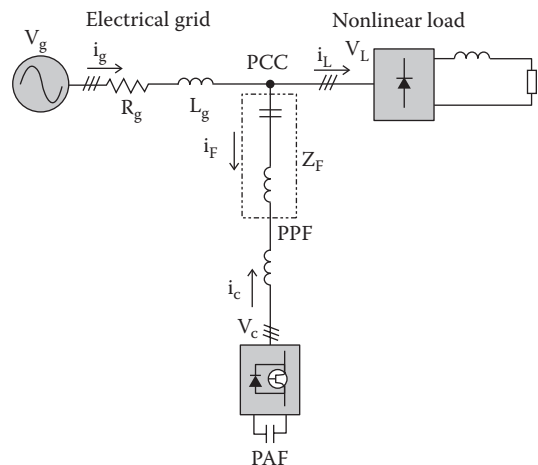 Electrical grid
Nonlinear load
V_g
i_g
PCC
i_L
V_L
R_g
L_g
i_F
Z_F
PPF
i_c
V_c
PAF